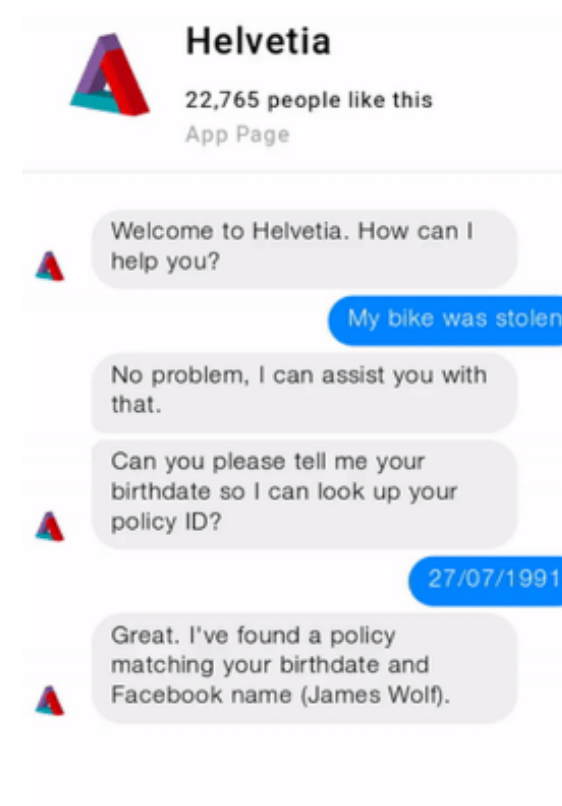 Helvetia
22,765 people like this
App Page
Welcome to Helvetia. How can I
help you?
My bike was stolen
No problem, I can assist you with
that.
Can you please tell me your
birthdate so I can look up your
policy ID?
27/07/1991
Great. I've found a policy
matching your birthdate and
Facebook name (James Wolf).